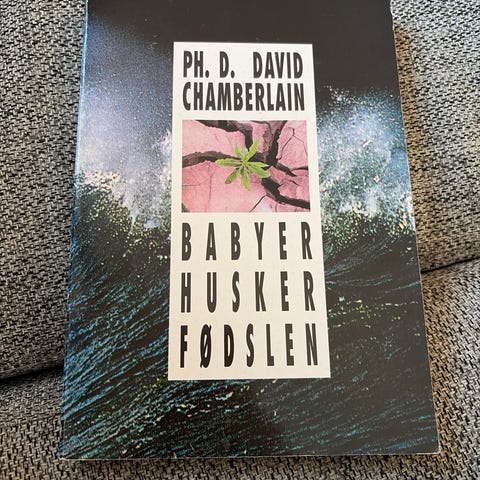 PH. D. DAVID
CHAMBERLAIN
BABYER
HUSKER
FØDSLEN